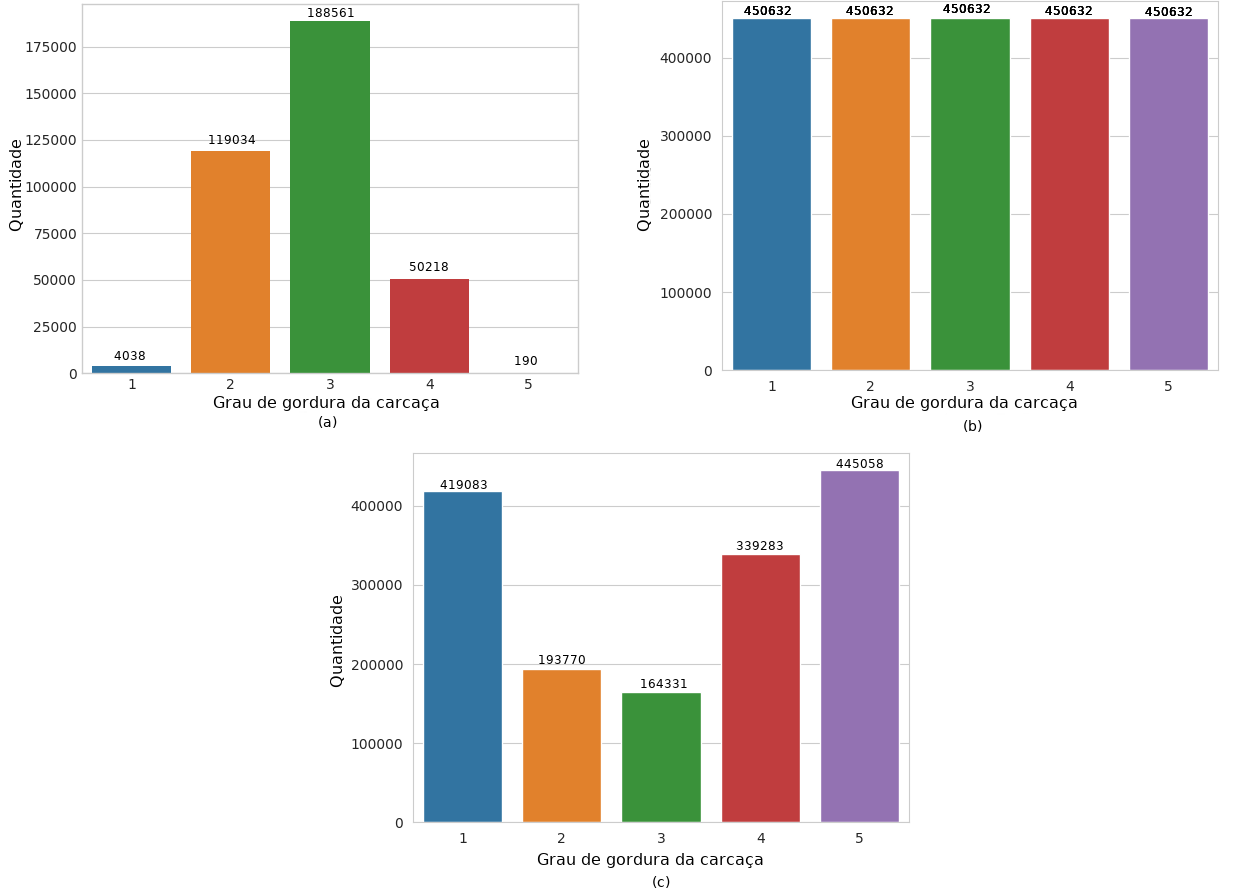 188561
175000
150000
119034
125000
100000
75000
50218
50000
25000
4038
190
0
1 2 3 4 5
Quantidade
Grau de gordura da carcaça
(a)
450632 450632 450632 450632 450632
400000
300000
200000
100000
0
1 2 3 4 5
Quantidade
Grau de gordura da carcaça
(b)
445058
419083
400000
339283
300000
193770
200000
164331
100000
0
1 2 3 4 5
Quantidade
Grau de gordura da carcaça
(c)